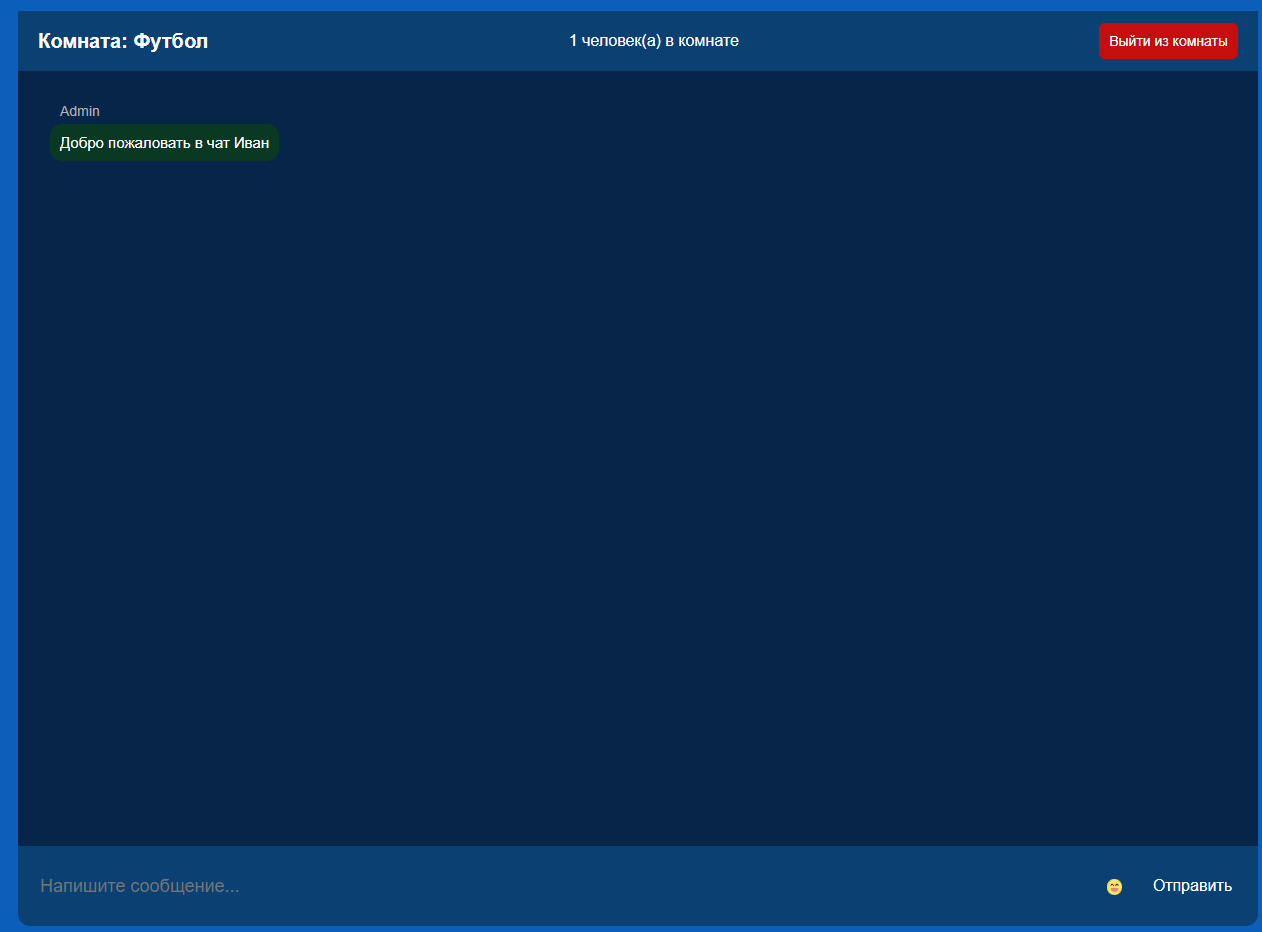 Комната: Футбол
1 человек(а) в комнате
Выйти из комнаты
Admin
Добро пожаловать в чат Иван
Напишите сообщение...
Отправить